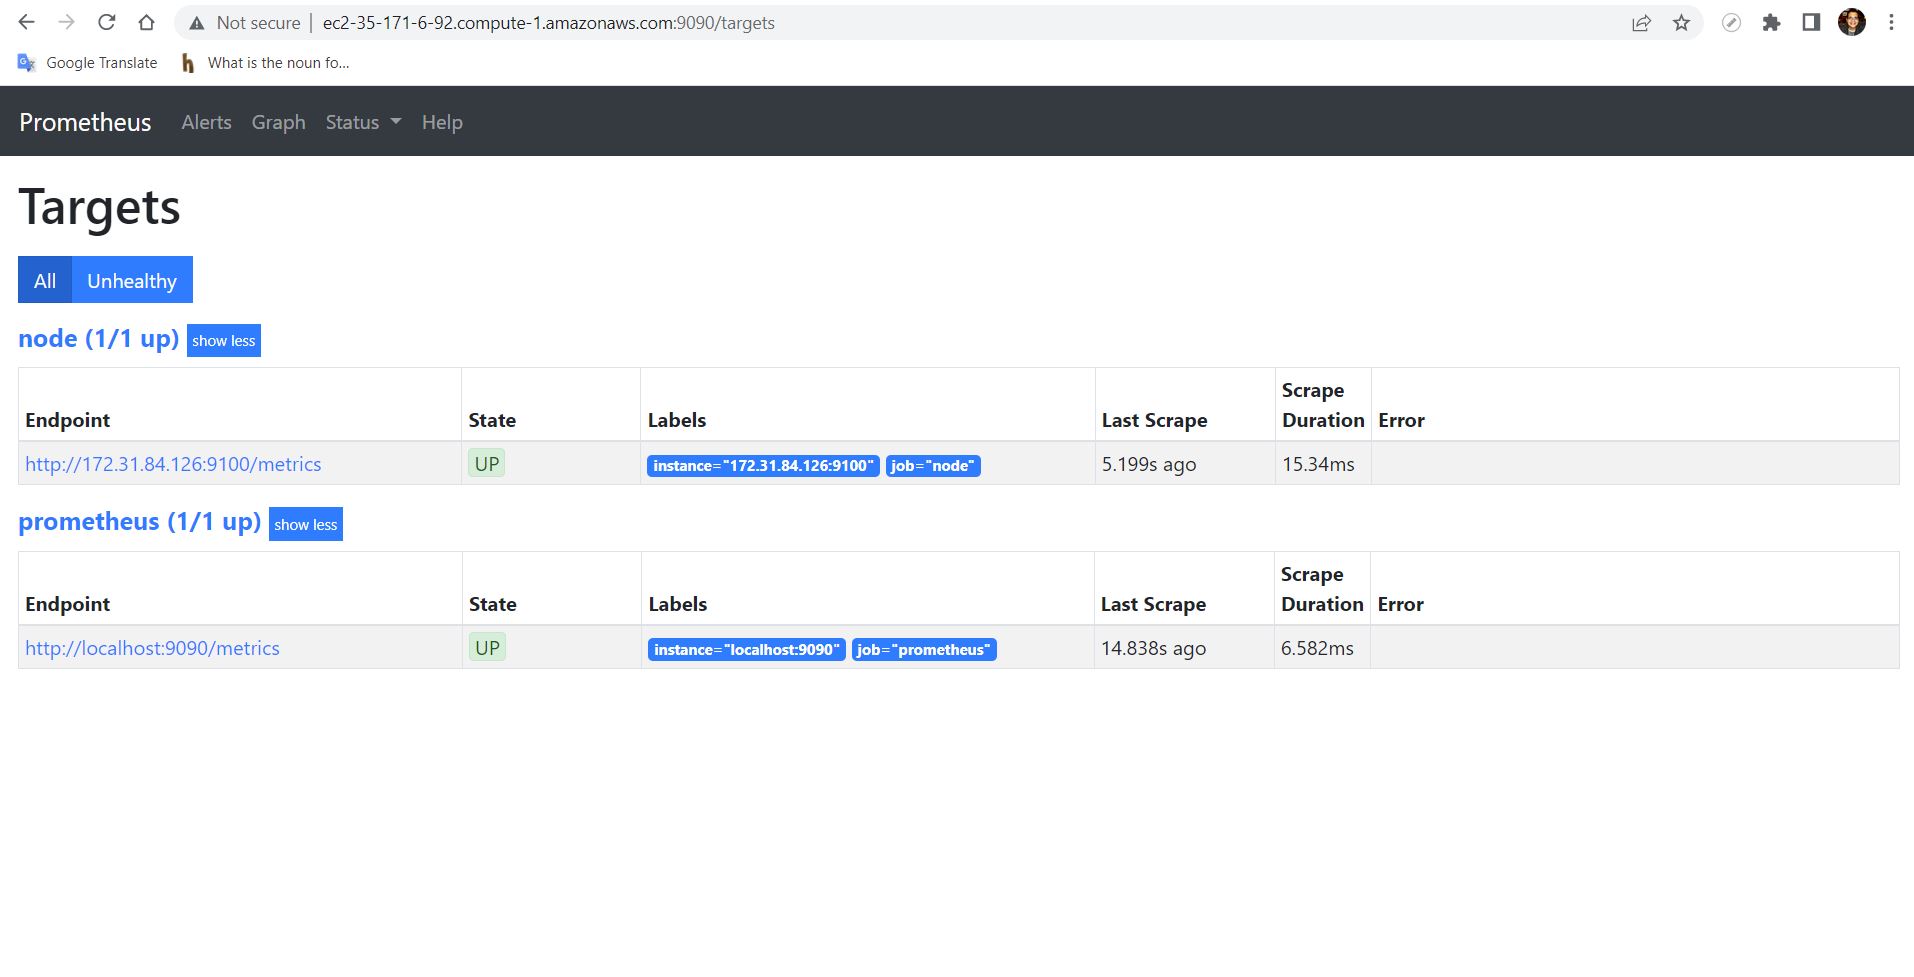 Not secure | ec2-35-171-6-92.compute-1.amazonaws.com:9090/targets
Google Translate What is the noun fo...
Prometheus Alerts Graph Status Help
Targets
All Unhealthy
node (1/1 up) show less
Endpoint State Labels Last Scrape Scrape Duration Error
http://172.31.84.126:9100/metrics UP instance="172.31.84.126:9100" job="node" 5.199s ago 15.34ms
prometheus (1/1 up) show less
Endpoint State Labels Last Scrape Scrape Duration Error
http://localhost:9090/metrics UP instance="localhost:9090" job="prometheus" 14.838s ago 6.582ms